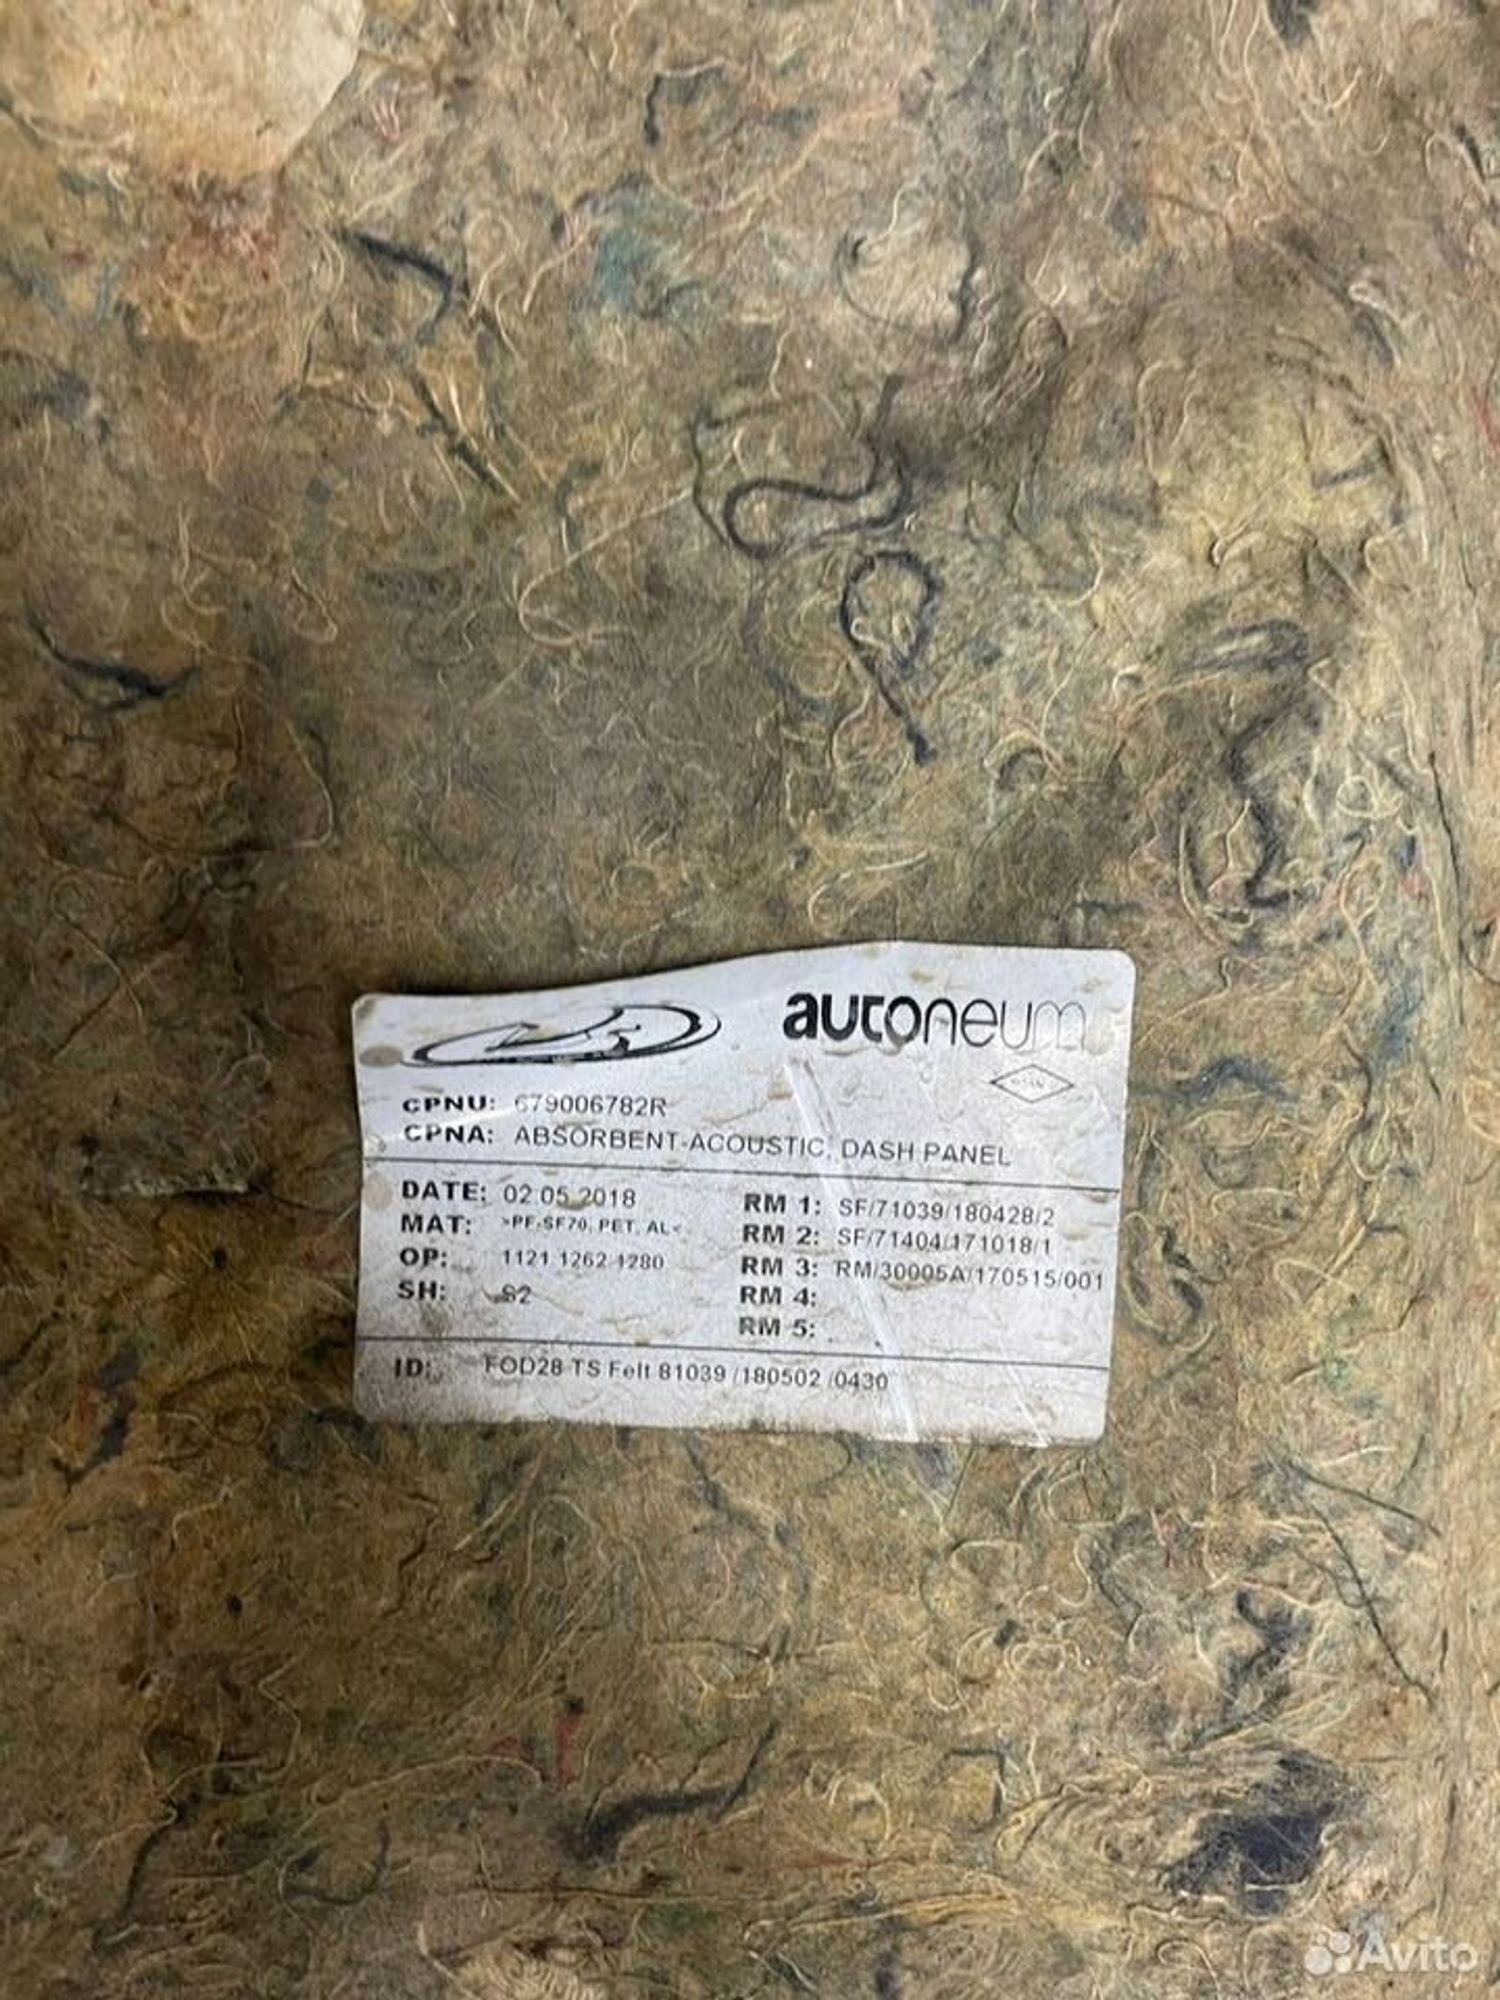 autoneum
CPNU: 679006782R
CPNA: ABSORBENT-ACOUSTIC, DASH PANEL
DATE: 02.05.2018
MAT: >PF-SF70, PET, AL<
OP: 1121 1262 1280
SH: S2
RM 1: SF/71039/180428/2
RM 2: SF/71404/171018/1
RM 3: RM/30005A/170515/001
RM 4:
RM 5:
ID: FOD28 TS Felt 81039 /180502 /0430
Avito